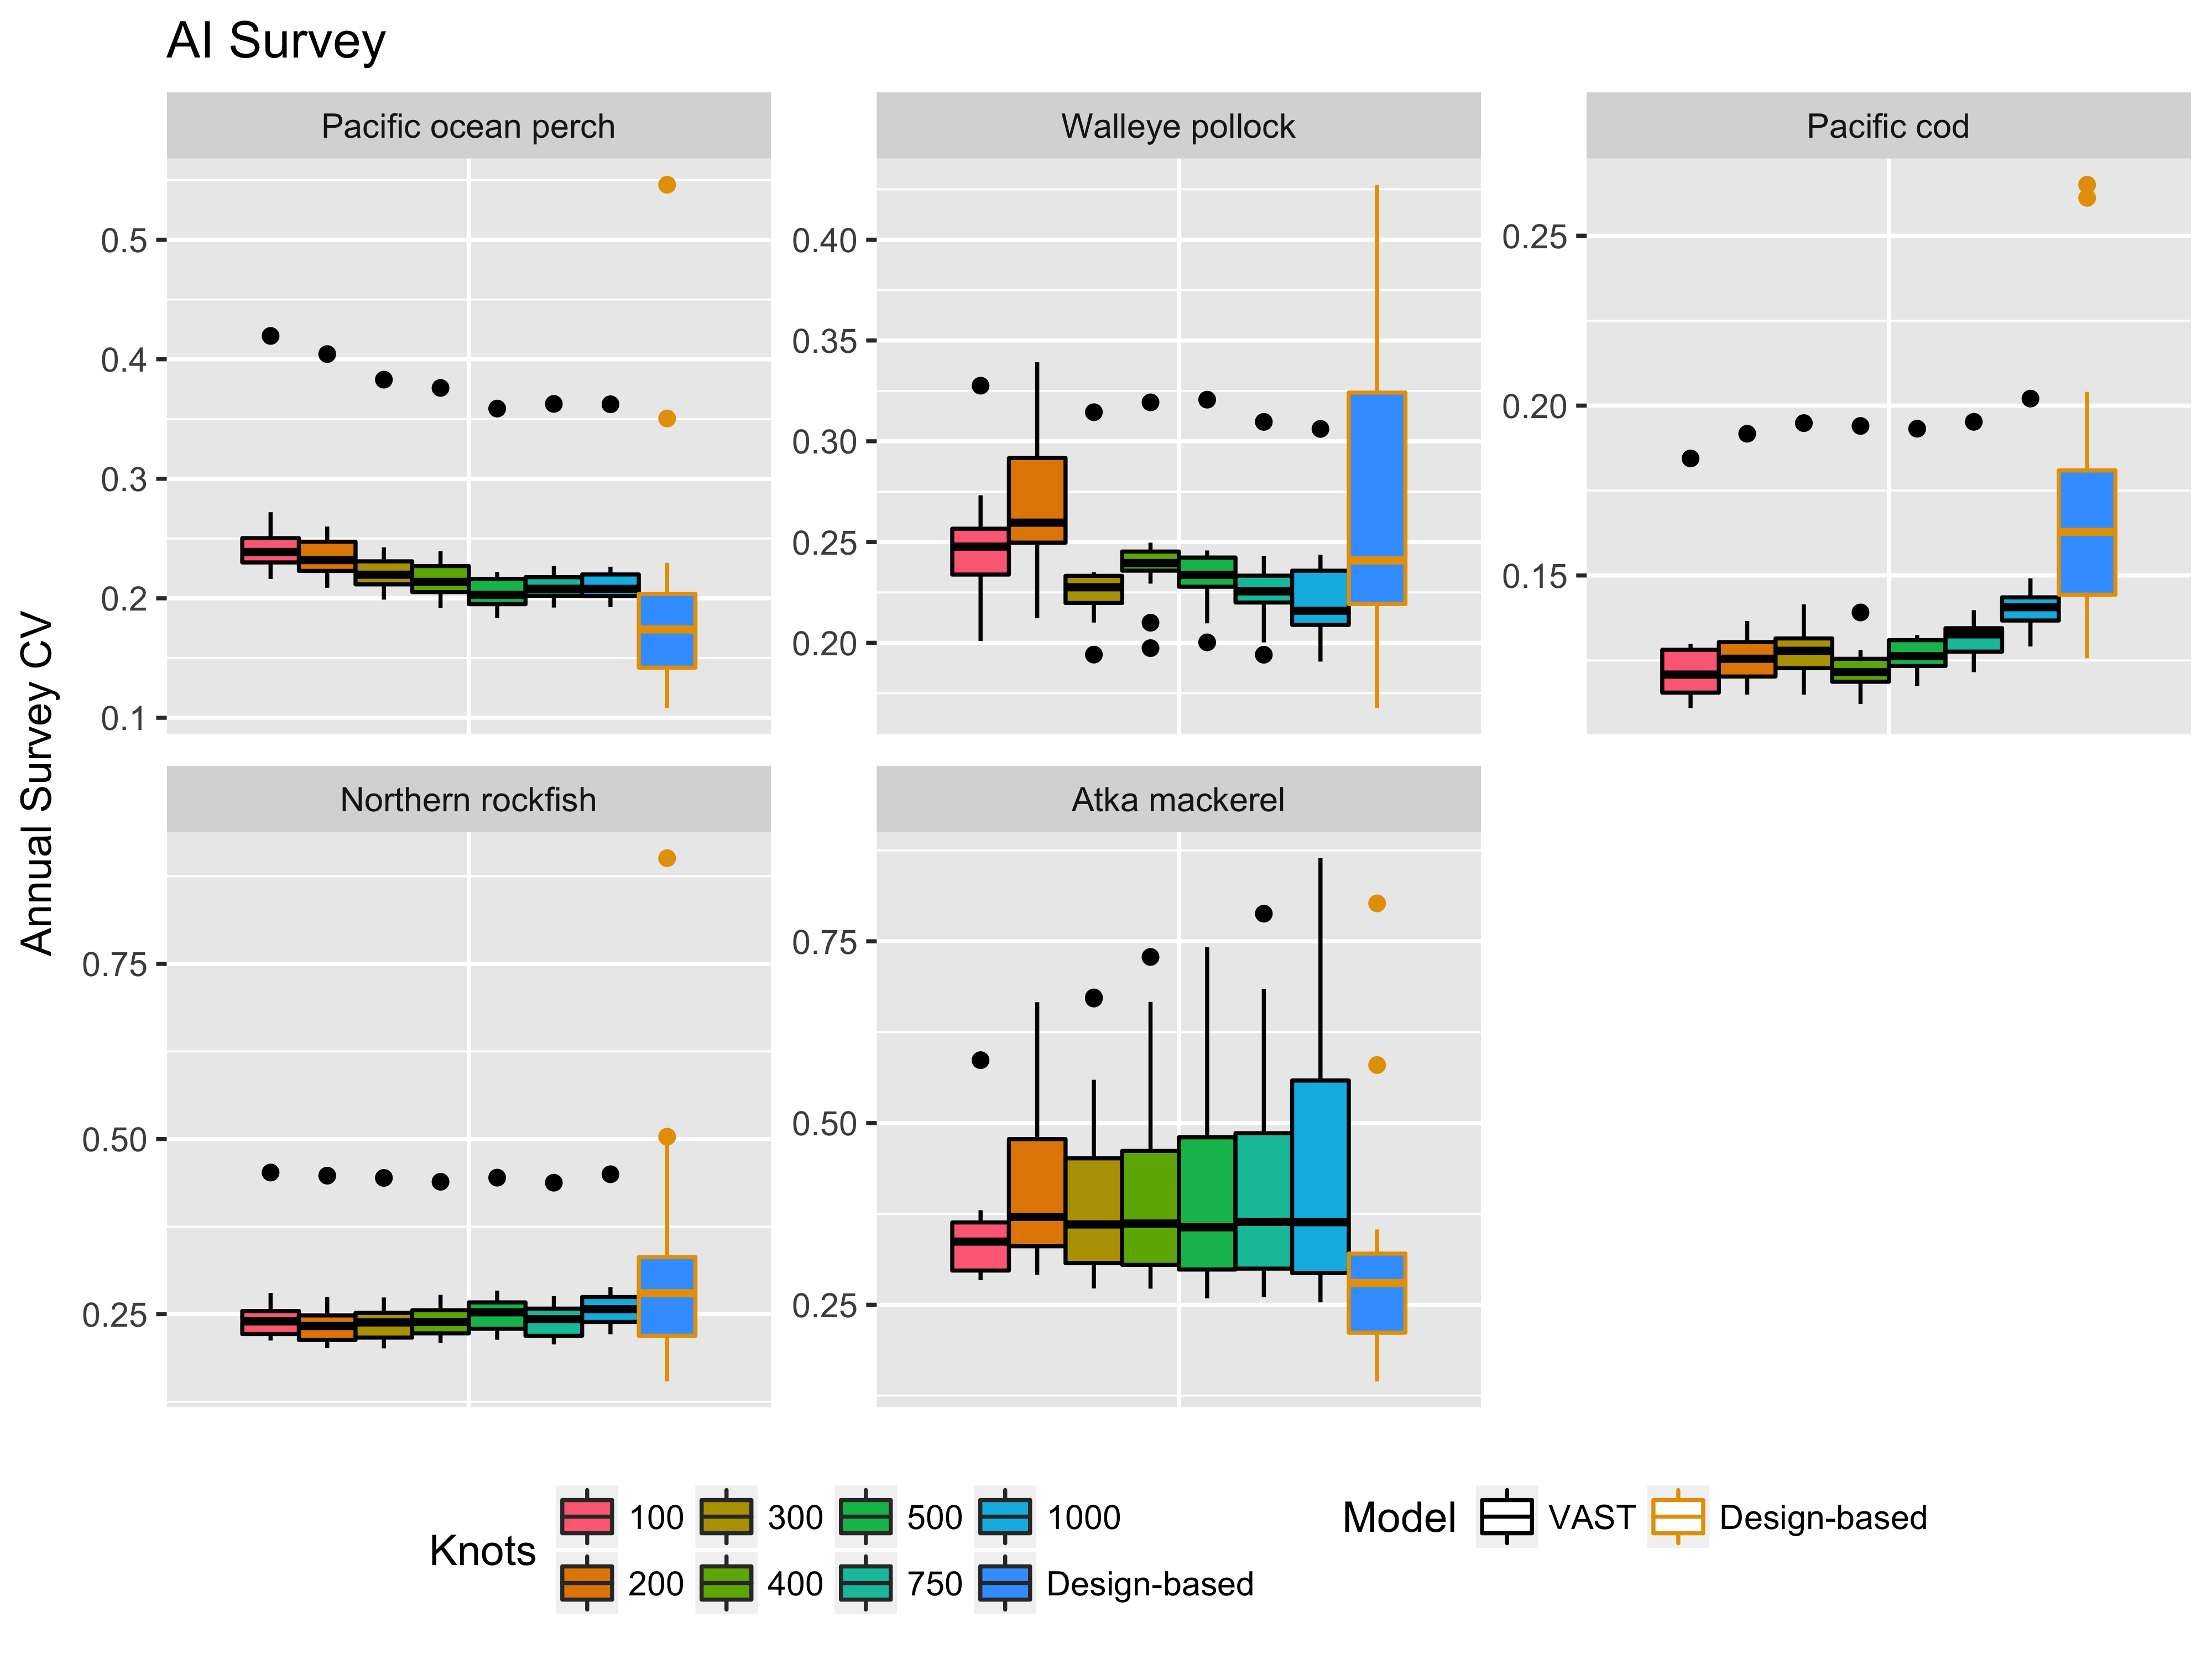 AI Survey
Pacific ocean perch
Walleye pollock
Pacific cod
0.5
0.4
0.3
0.2
0.1
0.40
0.35
0.30
0.25
0.20
0.25
0.20
0.15
Annual Survey CV
Northern rockfish
Atka mackerel
0.75
0.50
0.25
0.75
0.50
0.25
Knots
100 300 500 1000
200 400 750 Design-based
Model VAST Design-based